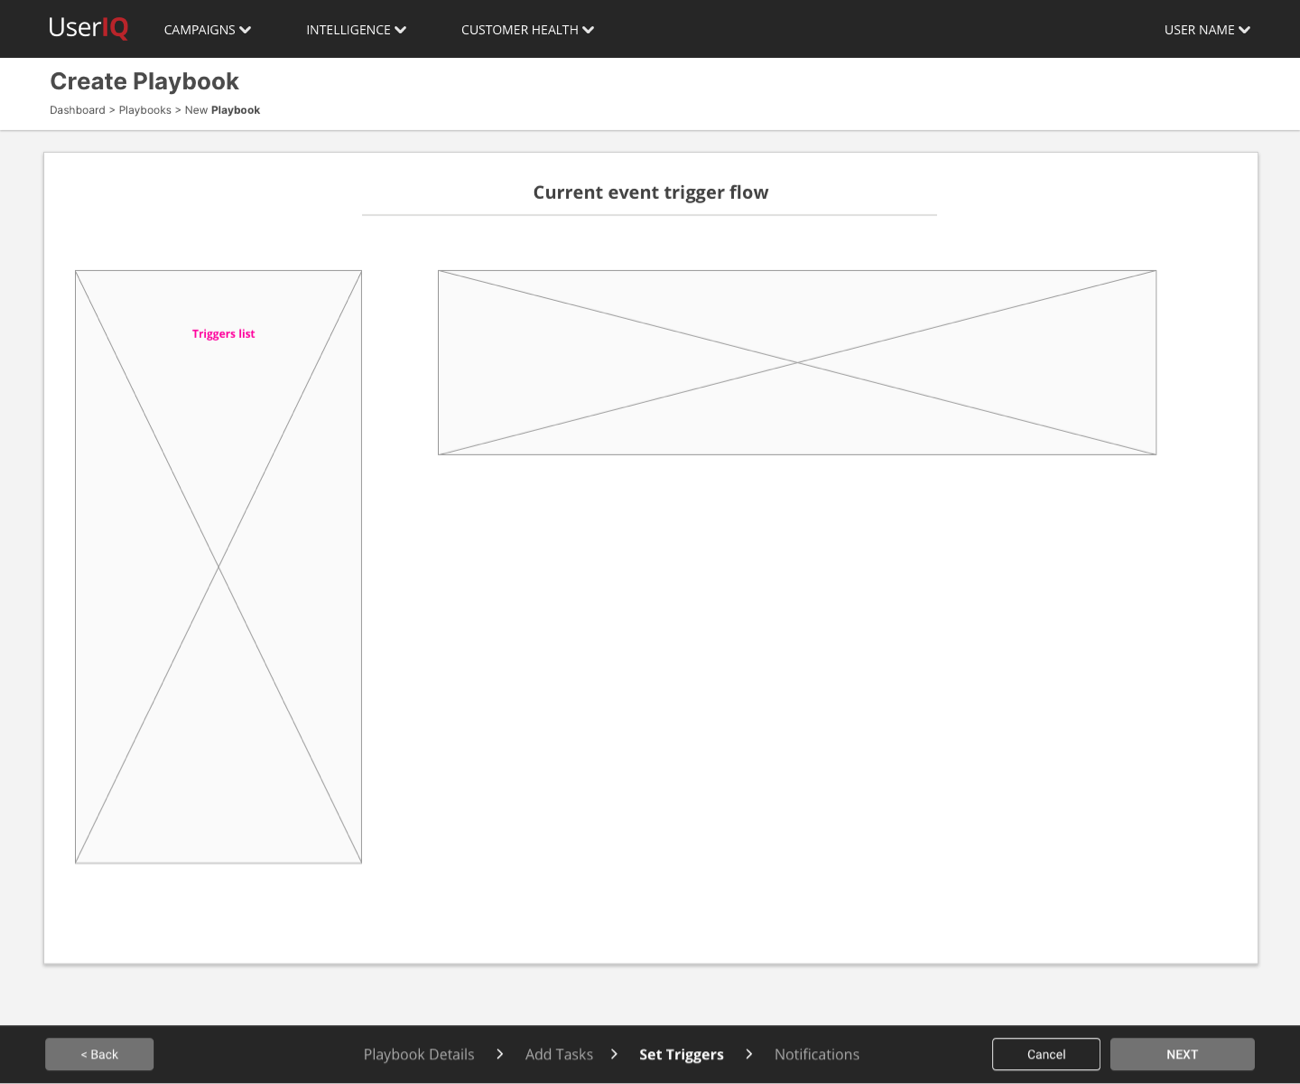 UserIQ CAMPAIGNS INTELLIGENCE CUSTOMER HEALTH USER NAME
Create Playbook
Dashboard > Playbooks > New Playbook
Current event trigger flow
Triggers list
< Back Playbook Details > Add Tasks > Set Triggers > Notifications Cancel NEXT